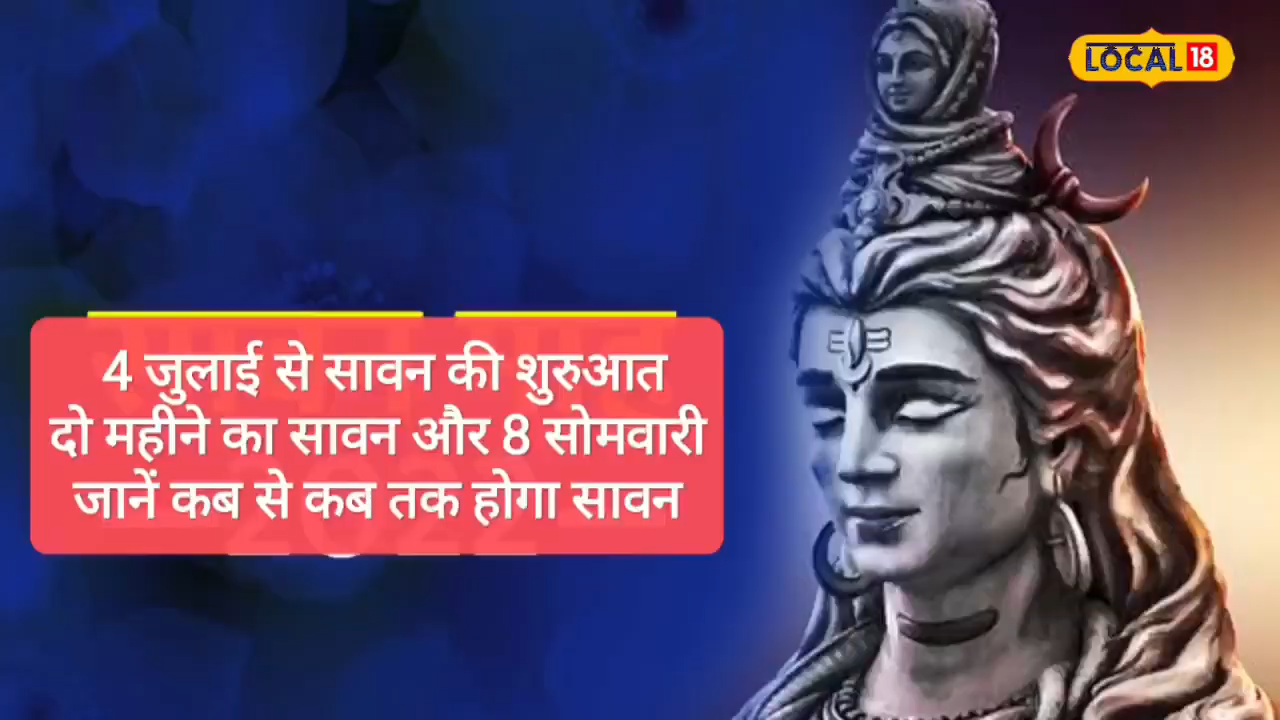 LOCAL 18
4 जुलाई से सावन की शुरुआत
दो महीने का सावन और 8 सोमवारी
जानें कब से कब तक होगा सावन